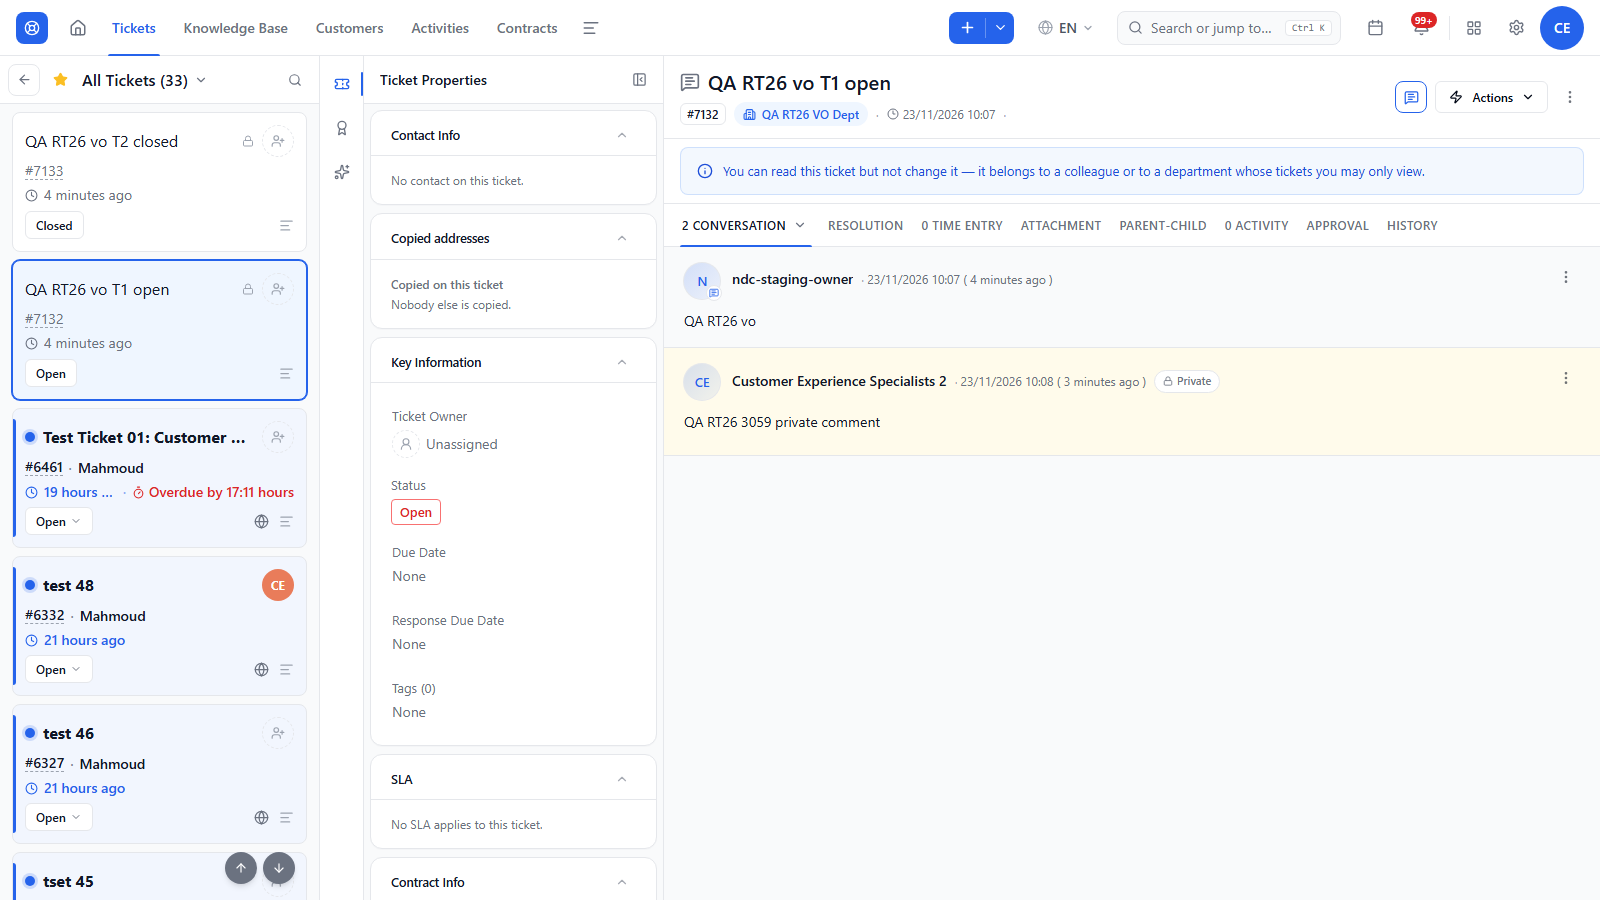 Tickets
Knowledge Base
Customers
Activities
Contracts
EN
Search or jump to...
Ctrl K
99+
CE
All Tickets (33)
QA RT26 vo T2 closed
#7133
4 minutes ago
Closed
QA RT26 vo T1 open
#7132
4 minutes ago
Open
Test Ticket 01: Customer ...
#6461 · Mahmoud
19 hours ... · Overdue by 17:11 hours
Open
test 48
CE
#6332 · Mahmoud
21 hours ago
Open
test 46
#6327 · Mahmoud
21 hours ago
Open
tset 45
Ticket Properties
Contact Info
No contact on this ticket.
Copied addresses
Copied on this ticket
Nobody else is copied.
Key Information
Ticket Owner
Unassigned
Status
Open
Due Date
None
Response Due Date
None
Tags (0)
None
SLA
No SLA applies to this ticket.
Contract Info
QA RT26 vo T1 open
#7132
QA RT26 VO Dept
· 23/11/2026 10:07 ·
Actions
You can read this ticket but not change it — it belongs to a colleague or to a department whose tickets you may only view.
2 CONVERSATION
RESOLUTION
0 TIME ENTRY
ATTACHMENT
PARENT-CHILD
0 ACTIVITY
APPROVAL
HISTORY
N
ndc-staging-owner · 23/11/2026 10:07 ( 4 minutes ago )
QA RT26 vo
CE
Customer Experience Specialists 2 · 23/11/2026 10:08 ( 3 minutes ago ) Private
QA RT26 3059 private comment